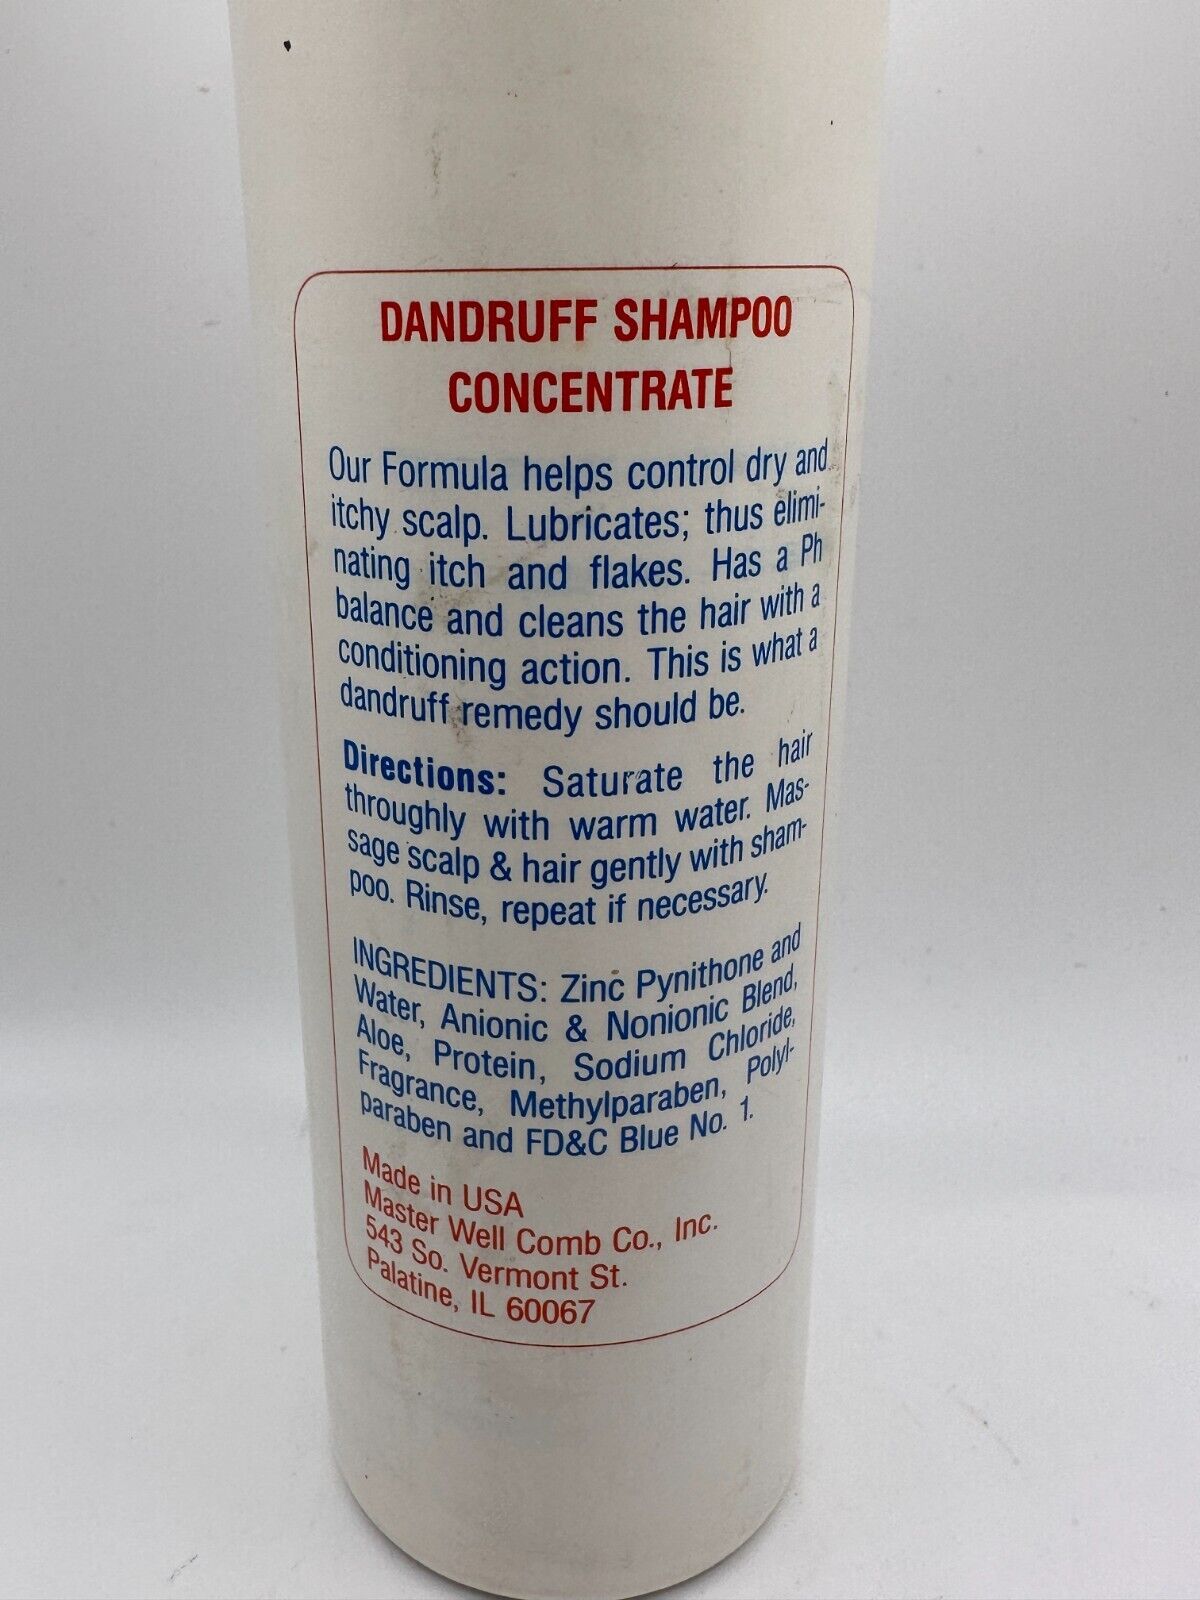 DANDRUFF SHAMPOO
CONCENTRATE
Our Formula helps control dry and
itchy scalp. Lubricates; thus elimi-
nating itch and flakes. Has a Ph
balance and cleans the hair with a
conditioning action. This is what a
dandruff remedy should be.
Directions: Saturate the hair
throughly with warm water. Mas-
sage scalp & hair gently with sham-
poo. Rinse, repeat if necessary.
INGREDIENTS: Zinc Pynithone and
Water, Anionic & Nonionic Blend,
Aloe, Protein, Sodium Chloride,
Fragrance, Methylparaben, Polyl-
paraben and FD&C Blue No. 1.
Made in USA
Master Well Comb Co., Inc.
543 So. Vermont St.
Palatine, IL 60067